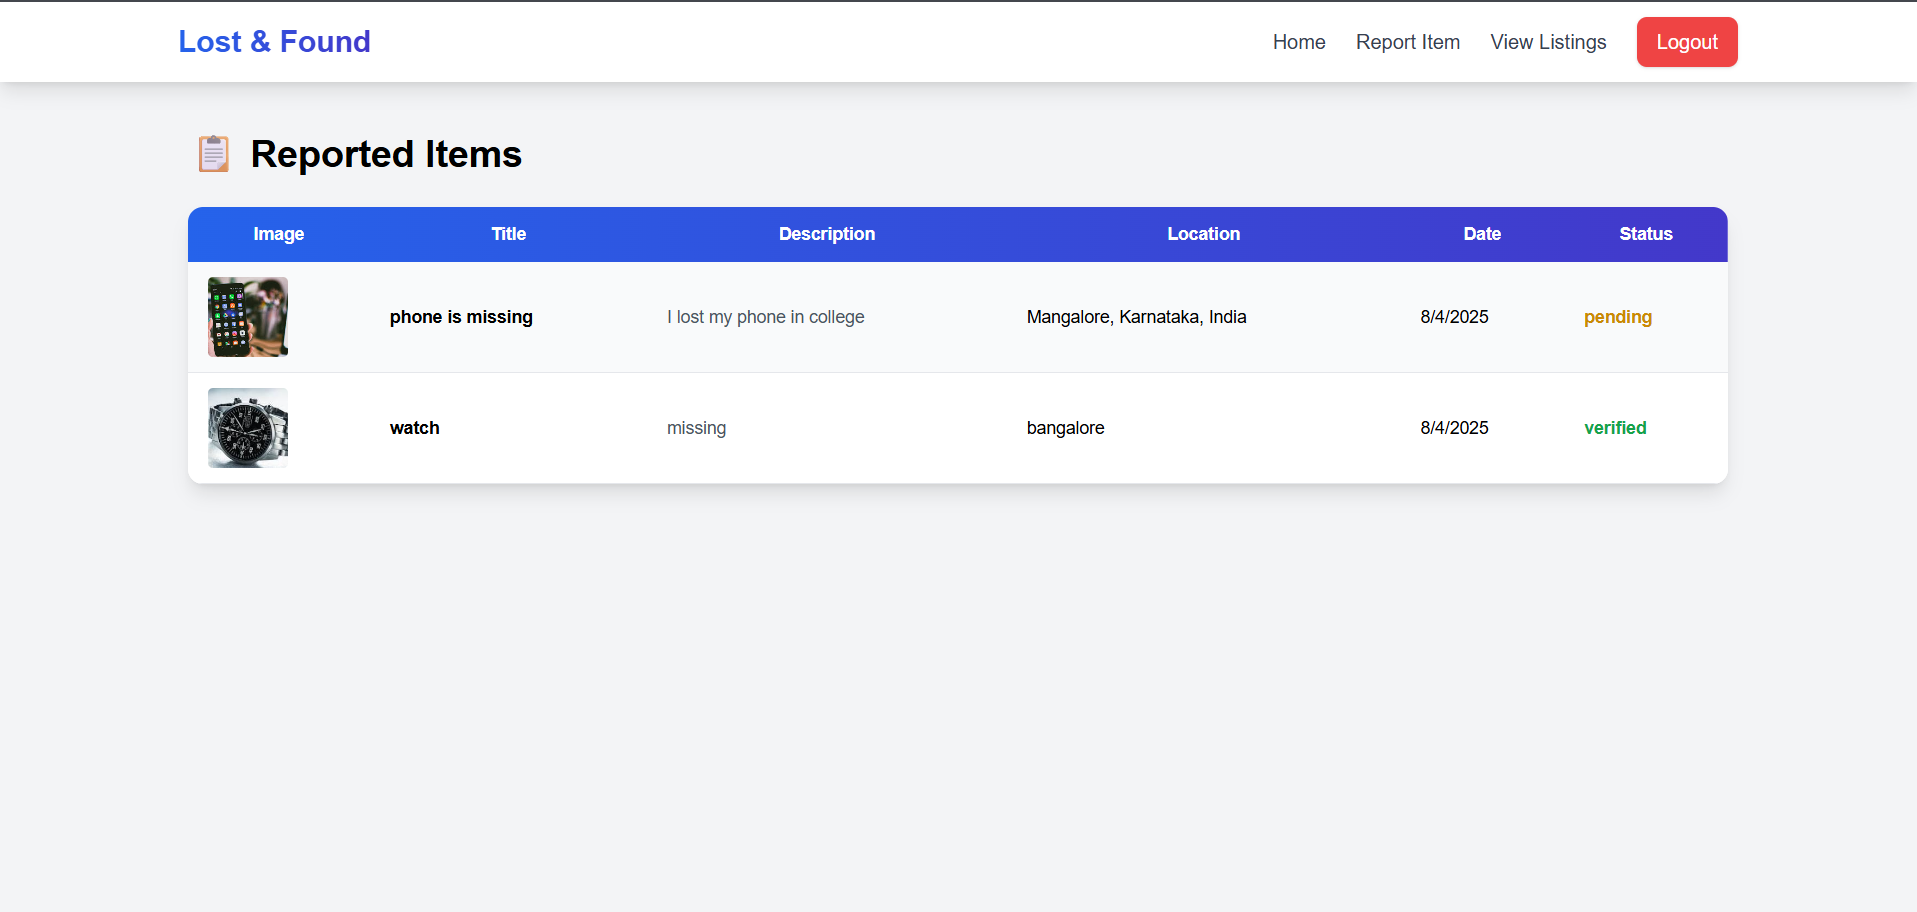 Lost & Found Home Report Item View Listings Logout
Reported Items
Image Title Description Location Date Status
phone is missing I lost my phone in college Mangalore, Karnataka, India 8/4/2025 pending
watch missing bangalore 8/4/2025 verified